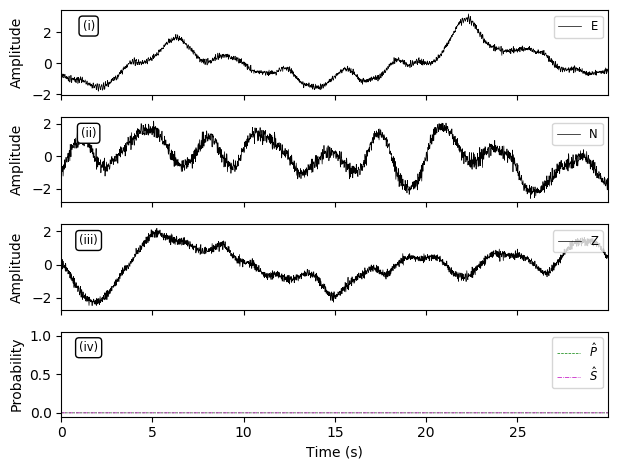 Amplitude
2
0
−2
(i)
E
Amplitude
2
0
−2
(ii)
N
Amplitude
2
0
−2
(iii)
Z
Probability
1.0
0.5
0.0
(iv)
P̂
Ŝ
0 5 10 15 20 25
Time (s)